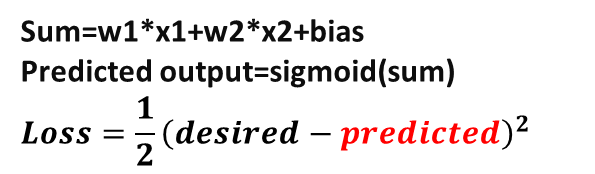 Sum=w1*x1+w2*x2+bias
Predicted output=sigmoid(sum)
Loss = 1/2 (desired − predicted)²